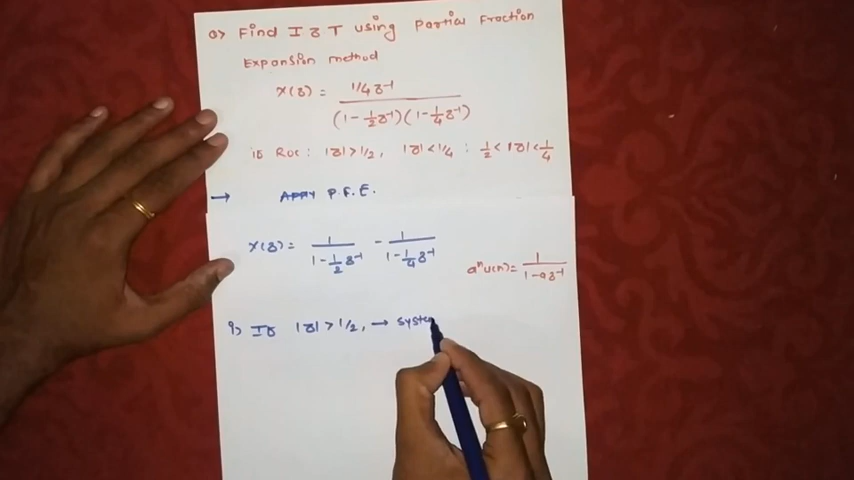 Q> Find I Z T using Partial Fraction
Expansion method
X(z) = 1/4 z⁻¹ / (1 - 1/2 z⁻¹)(1 - 1/4 z⁻¹)
if ROC : |z| > 1/2, |z| < 1/4 : 1/2 < |z| < 1/4
→ Apply P.F.E.
X(z) = 1 / 1 - 1/2 z⁻¹ - 1 / 1 - 1/4 z⁻¹
aⁿu(n) = 1 / 1 - az⁻¹
i) If |z| > 1/2, → system